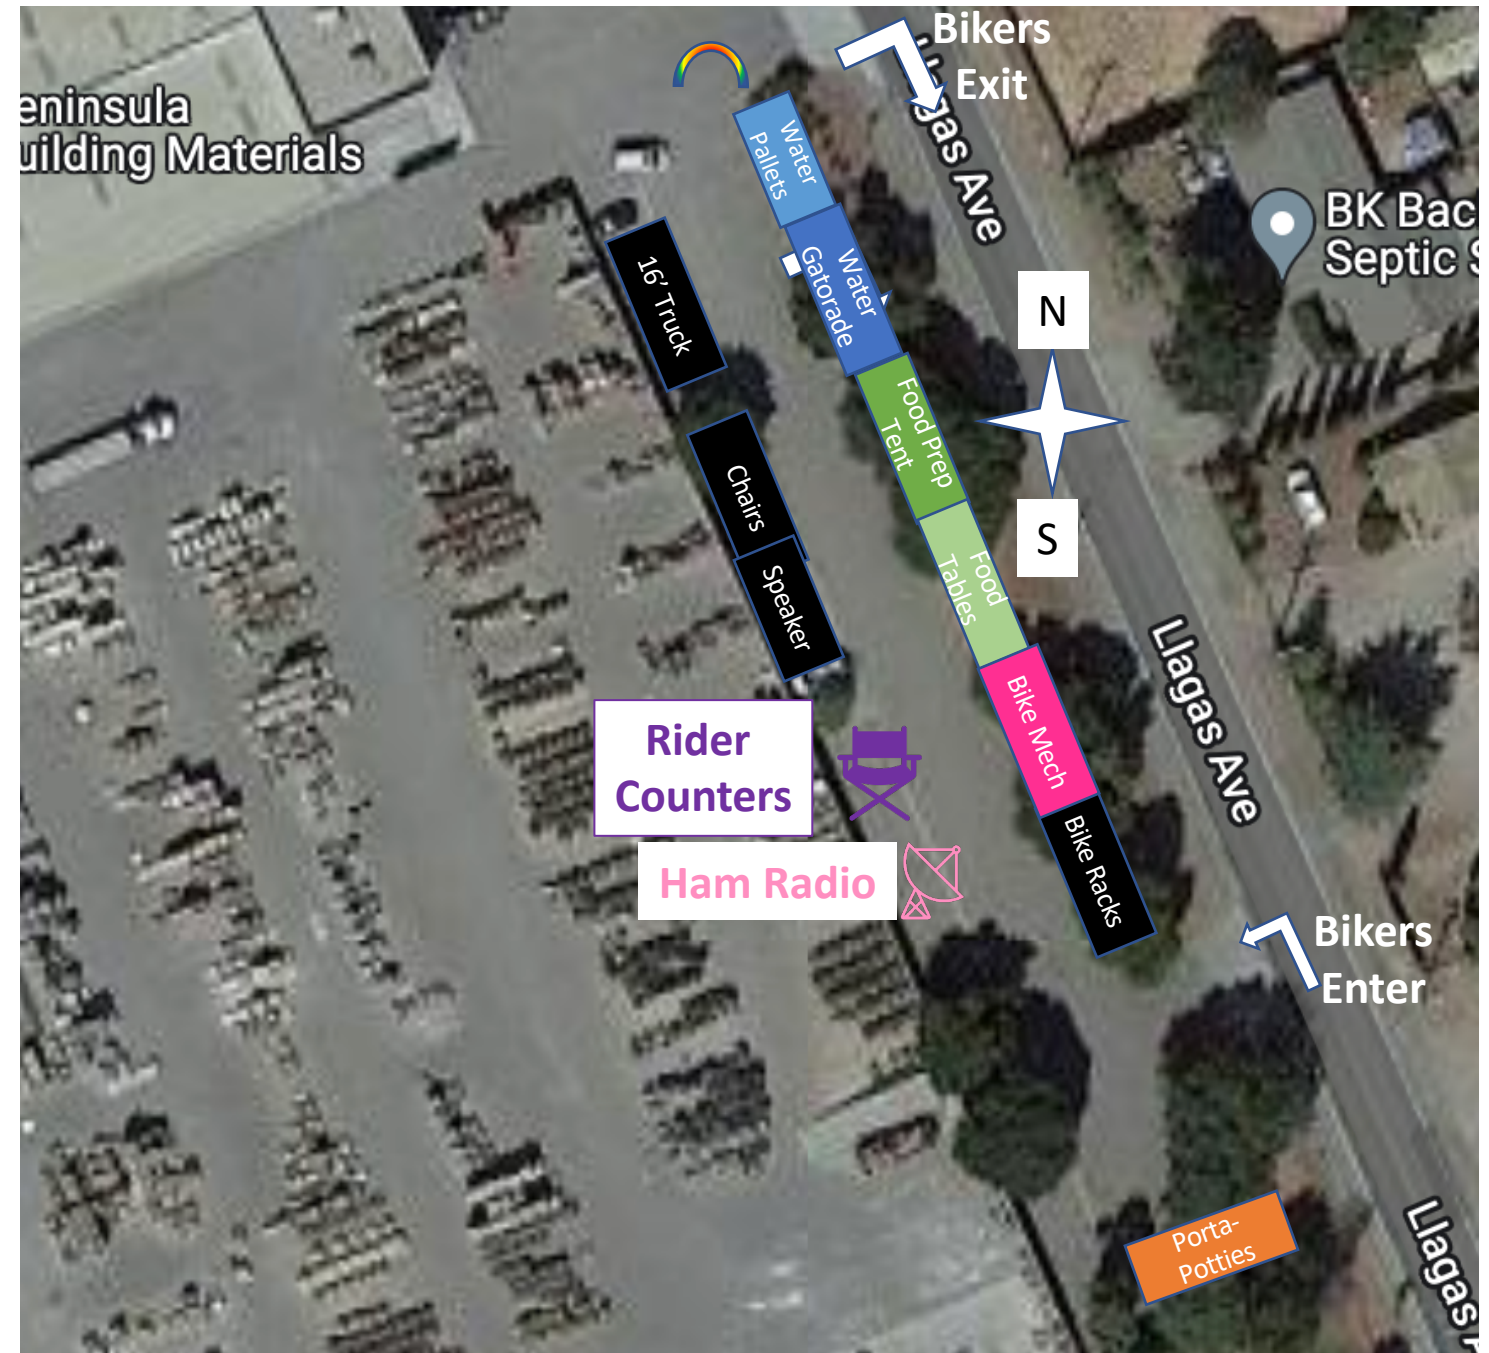 Bikers
Exit
eninsula
uilding Materials
Water
Pallets
Llagas Ave
BK Bac
Septic S
Water
Gatorade
16' Truck
N
Food Prep
Tent
Chairs
S
Food
Tables
Speaker
Llagas Ave
Bike Mech
Rider
Counters
Bike Racks
Ham Radio
Bikers
Enter
Porta-
Potties
Llagas A